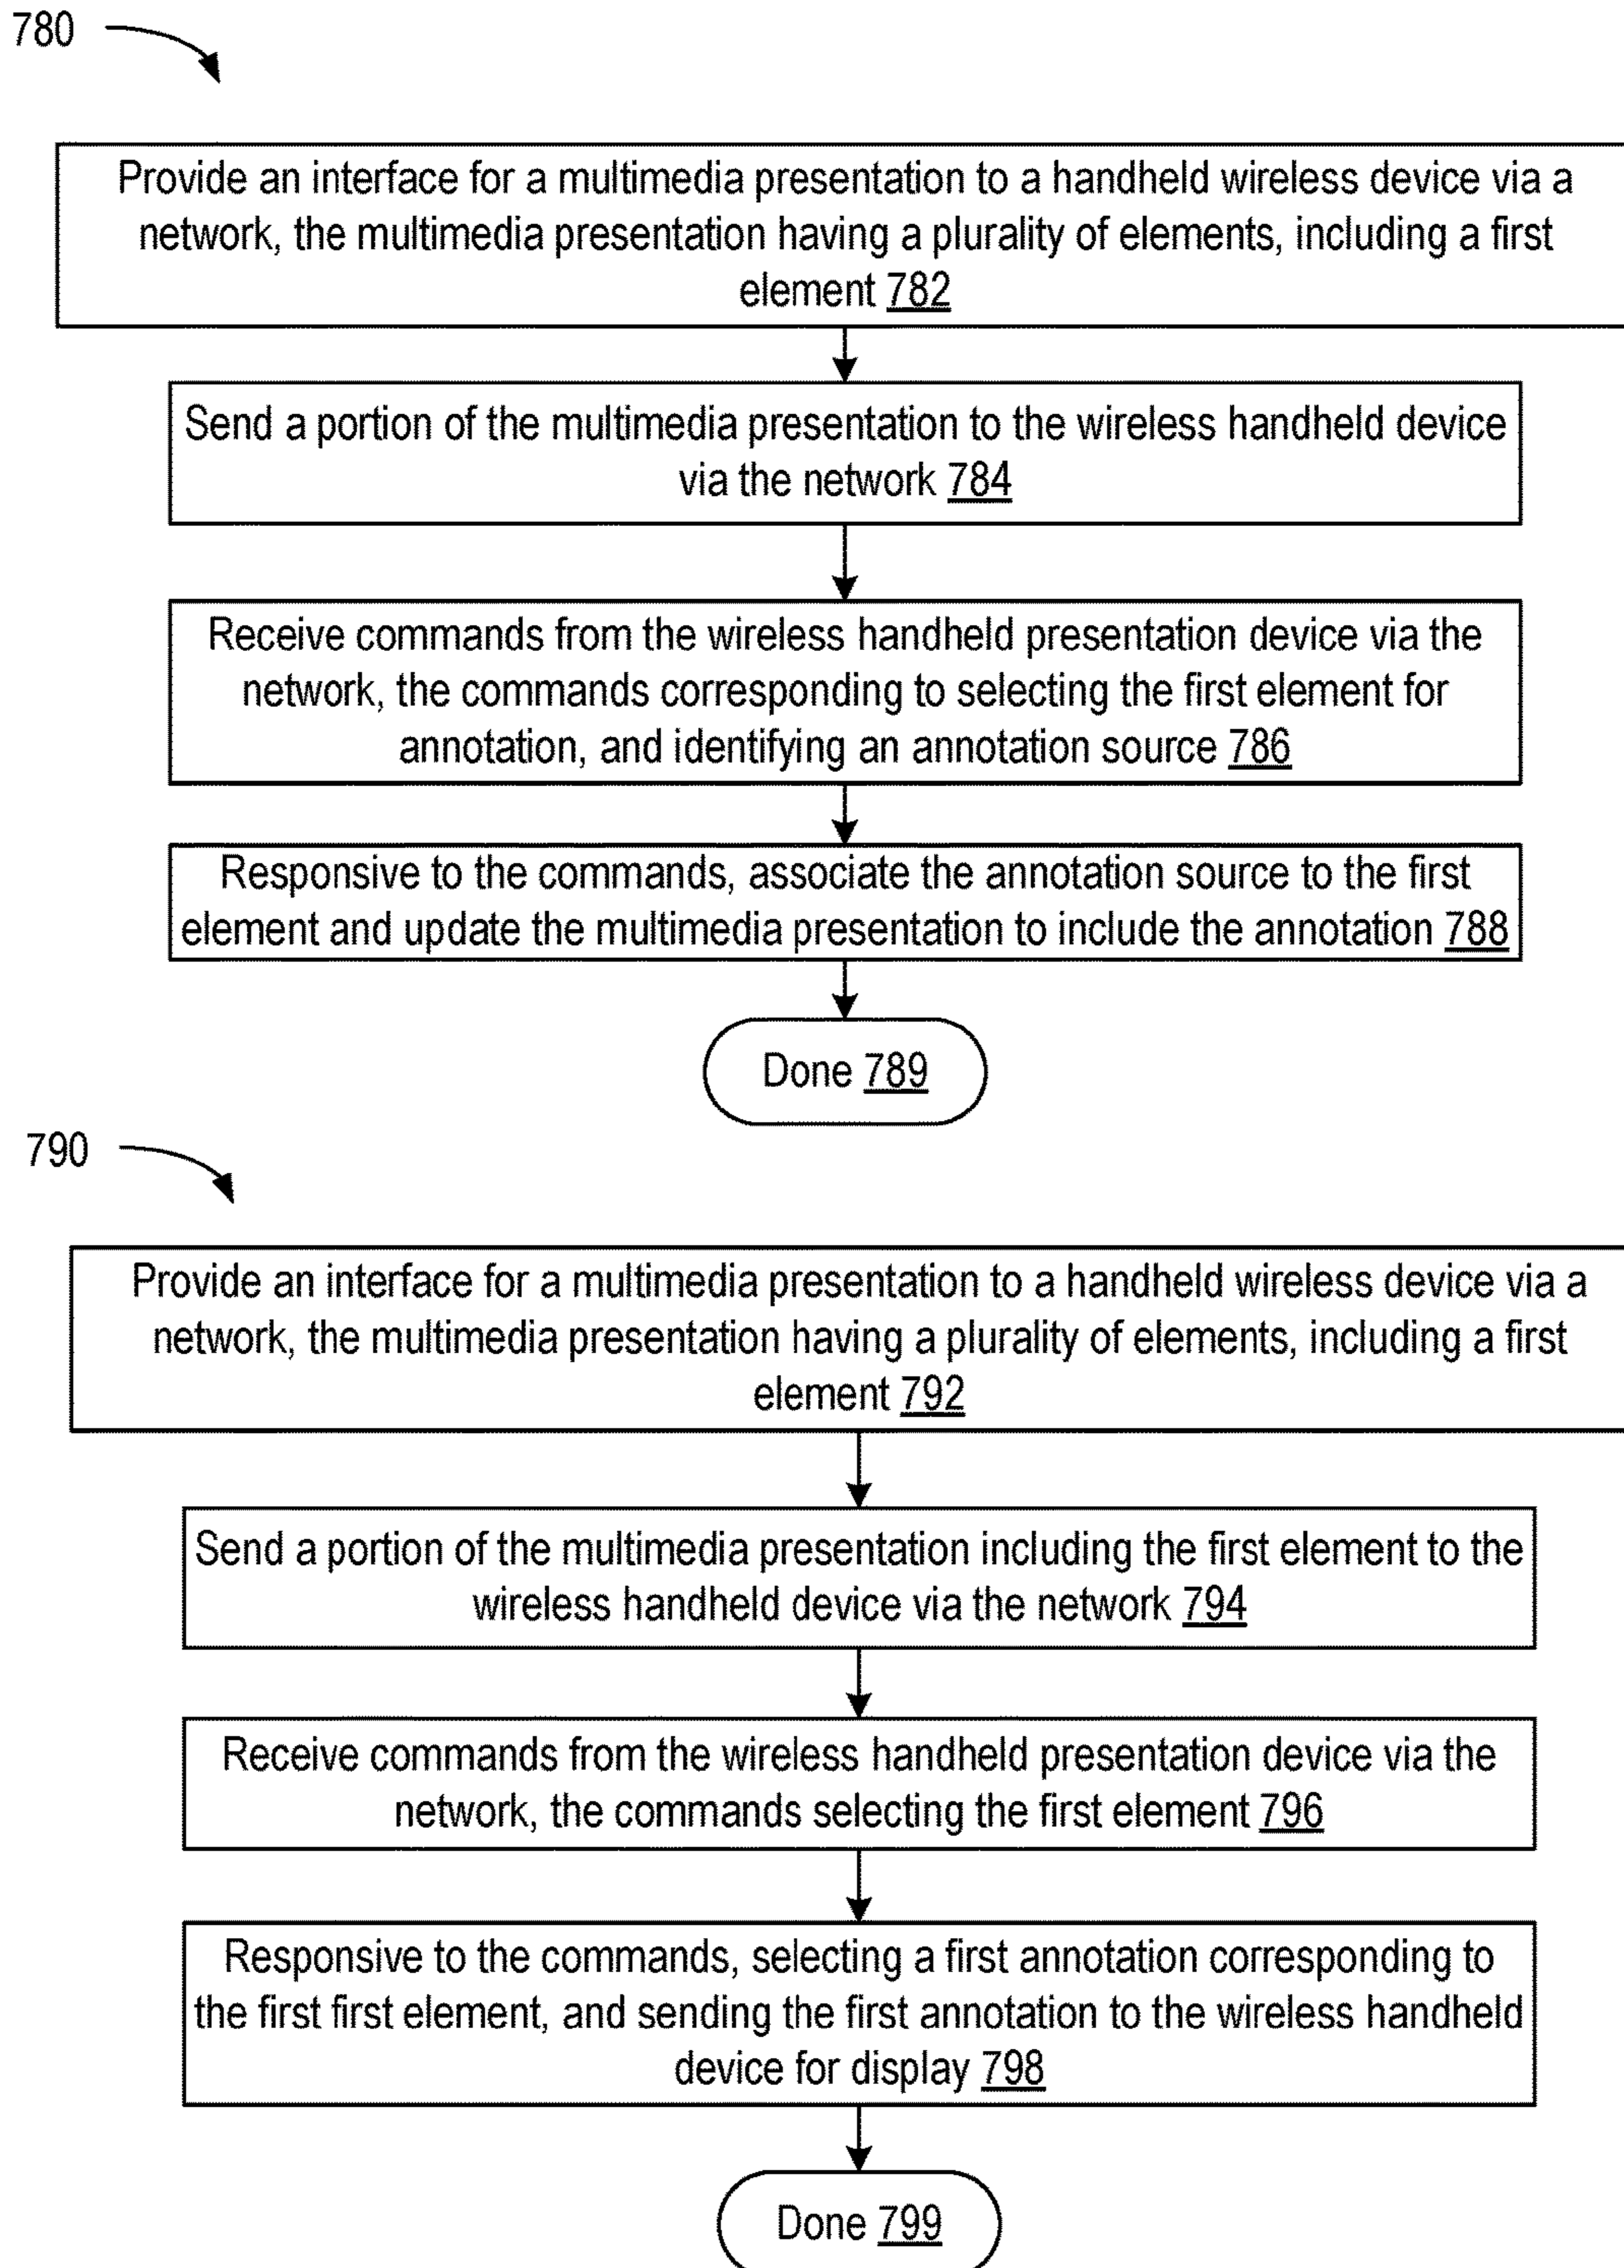 780
Provide an interface for a multimedia presentation to a handheld wireless device via a
network, the multimedia presentation having a plurality of elements, including a first
element 782
Send a portion of the multimedia presentation to the wireless handheld device
via the network 784
Receive commands from the wireless handheld presentation device via the
network, the commands corresponding to selecting the first element for
annotation, and identifying an annotation source 786
Responsive to the commands, associate the annotation source to the first
element and update the multimedia presentation to include the annotation 788
Done 789
790
Provide an interface for a multimedia presentation to a handheld wireless device via a
network, the multimedia presentation having a plurality of elements, including a first
element 792
Send a portion of the multimedia presentation including the first element to the
wireless handheld device via the network 794
Receive commands from the wireless handheld presentation device via the
network, the commands selecting the first element 796
Responsive to the commands, selecting a first annotation corresponding to
the first first element, and sending the first annotation to the wireless handheld
device for display 798
Done 799